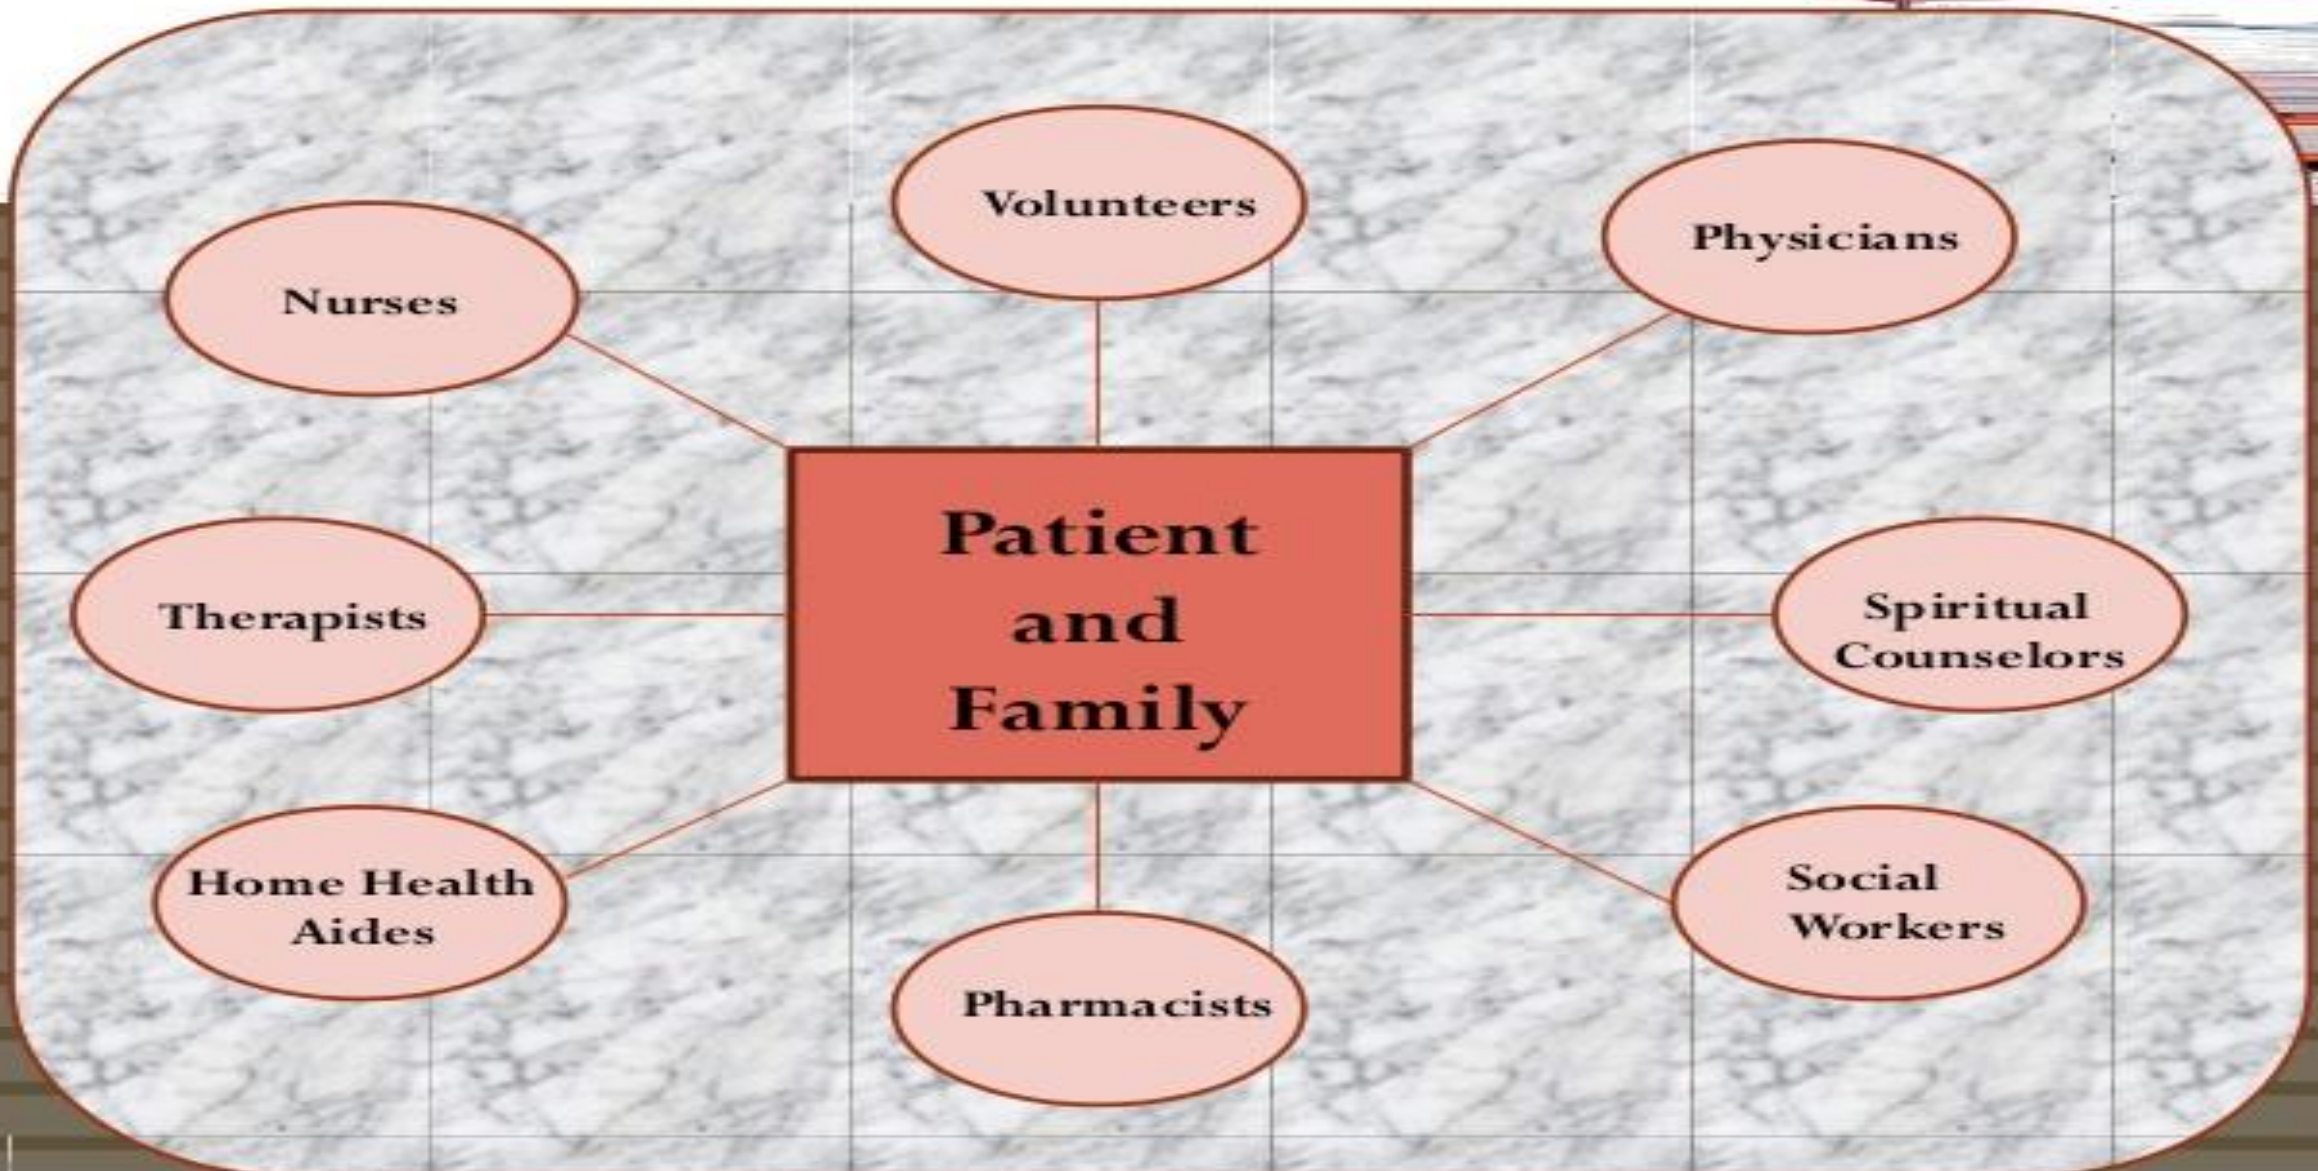 Volunteers
Physicians
Nurses
Patient
and
Family
Therapists
Spiritual
Counselors
Home Health
Aides
Social
Workers
Pharmacists